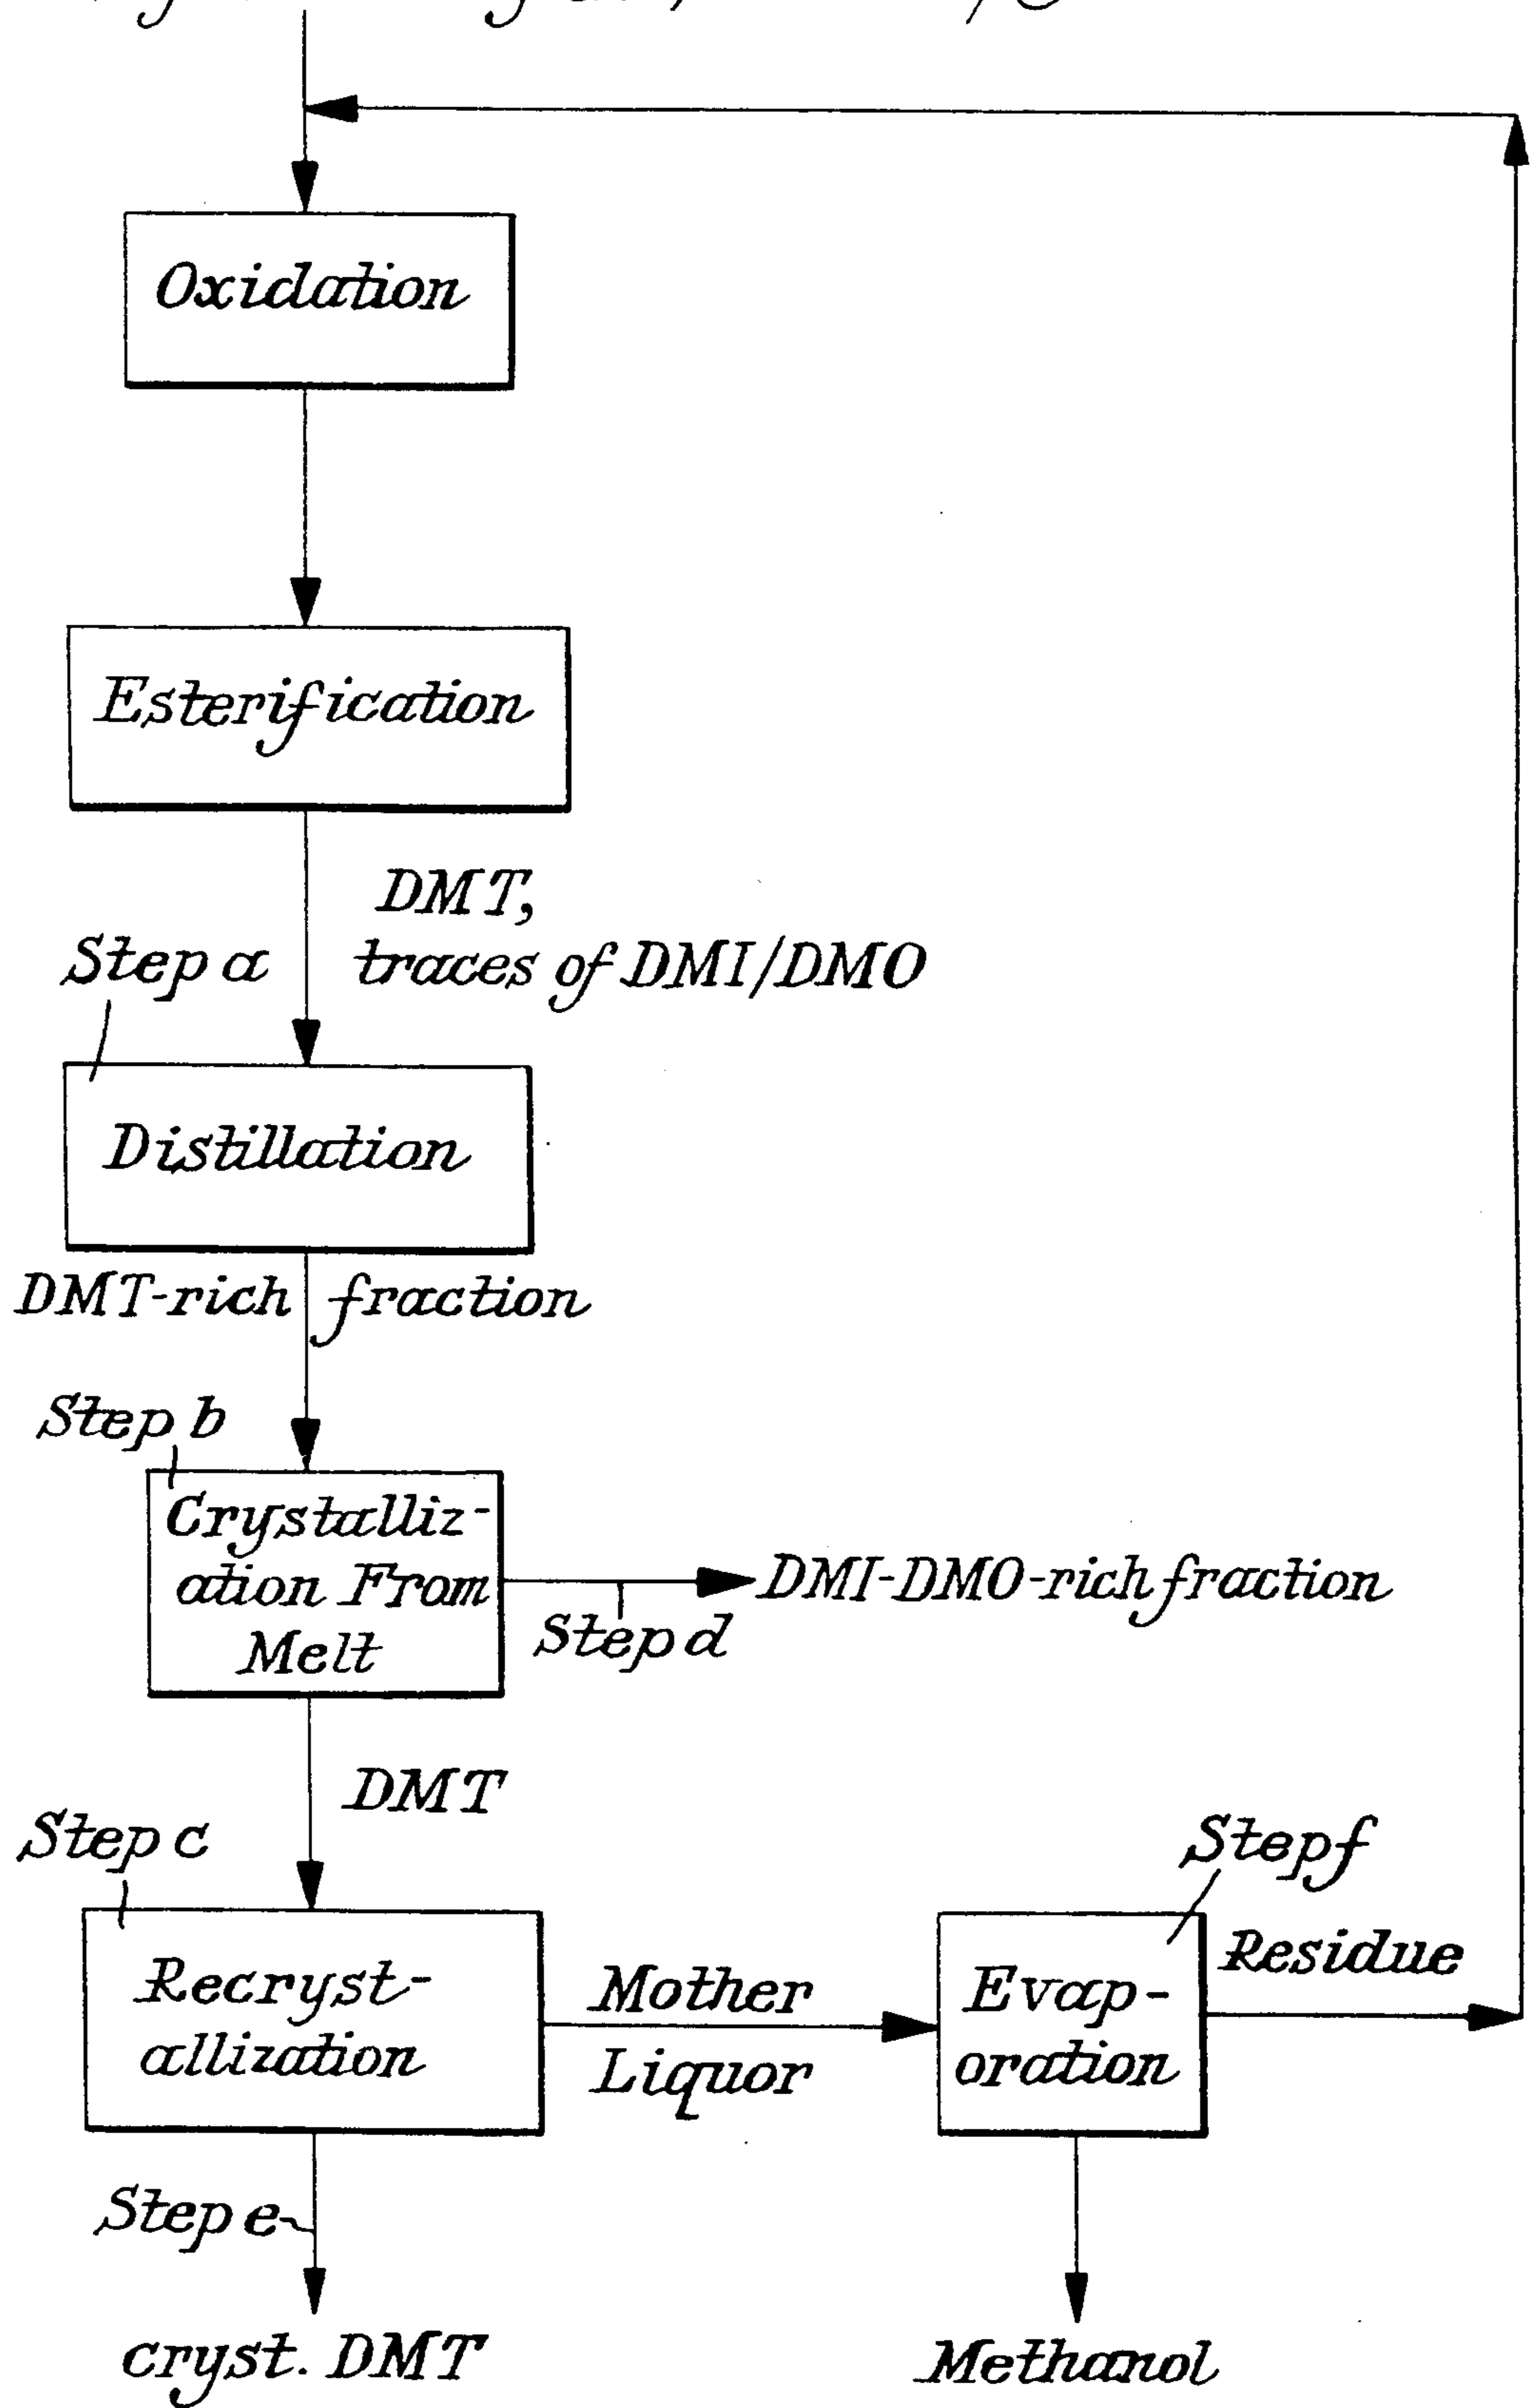 Oxidation
Esterification
DMT,
traces of DMI/DMO
Step a
Distillation
DMT-rich fraction
Step b
Crystalliz-
ation From
Melt
DMI-DMO-rich fraction
Step d
DMT
Step c
Step f
Recryst-
allization
Mother
Liquor
Evap-
oration
Residue
Step e
cryst. DMT
Methanol